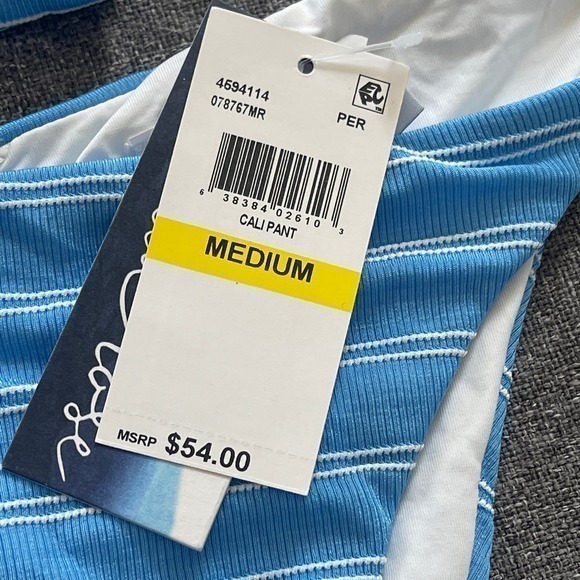 4594114
078767MR
PER
6 38384 02610 3
CALI PANT
MEDIUM
MSRP $54.00